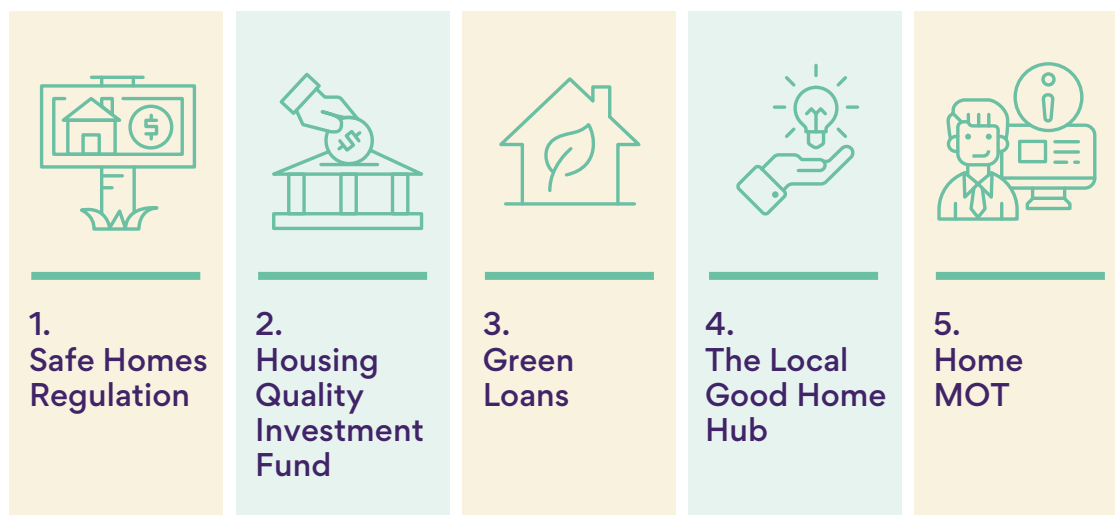 1.
Safe Homes
Regulation
2.
Housing
Quality
Investment
Fund
3.
Green
Loans
4.
The Local
Good Home
Hub
5.
Home
MOT